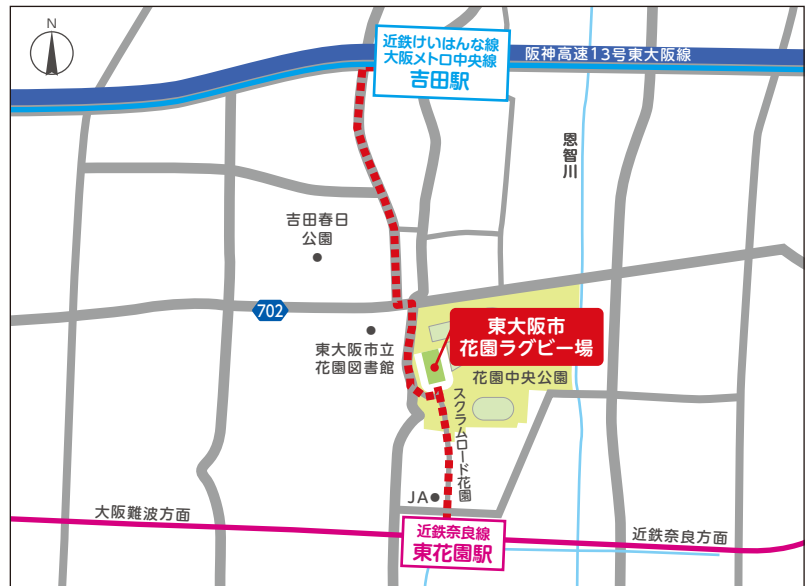 N
近鉄けいはんな線
大阪メトロ中央線
吉田駅
阪神高速13号東大阪線
恩智川
吉田春日
公園
702
東大阪市立
花園図書館
東大阪市
花園ラグビー場
花園中央公園
スクラムロード花園
JA
大阪難波方面
近鉄奈良線
東花園駅
近鉄奈良方面